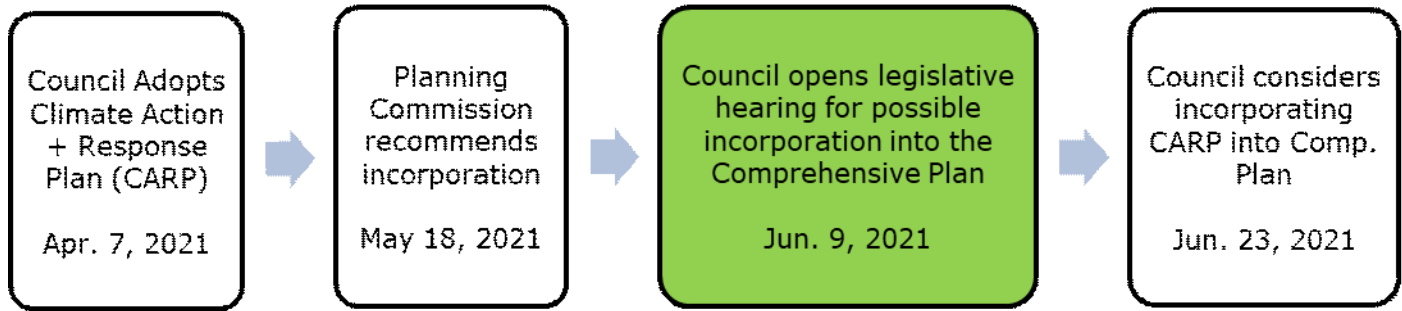 Council Adopts
Climate Action
+ Response
Plan (CARP)
Apr. 7, 2021
Planning
Commission
recommends
incorporation
May 18, 2021
Council opens legislative
hearing for possible
incorporation into the
Comprehensive Plan
Jun. 9, 2021
Council considers
incorporating
CARP into Comp.
Plan
Jun. 23, 2021